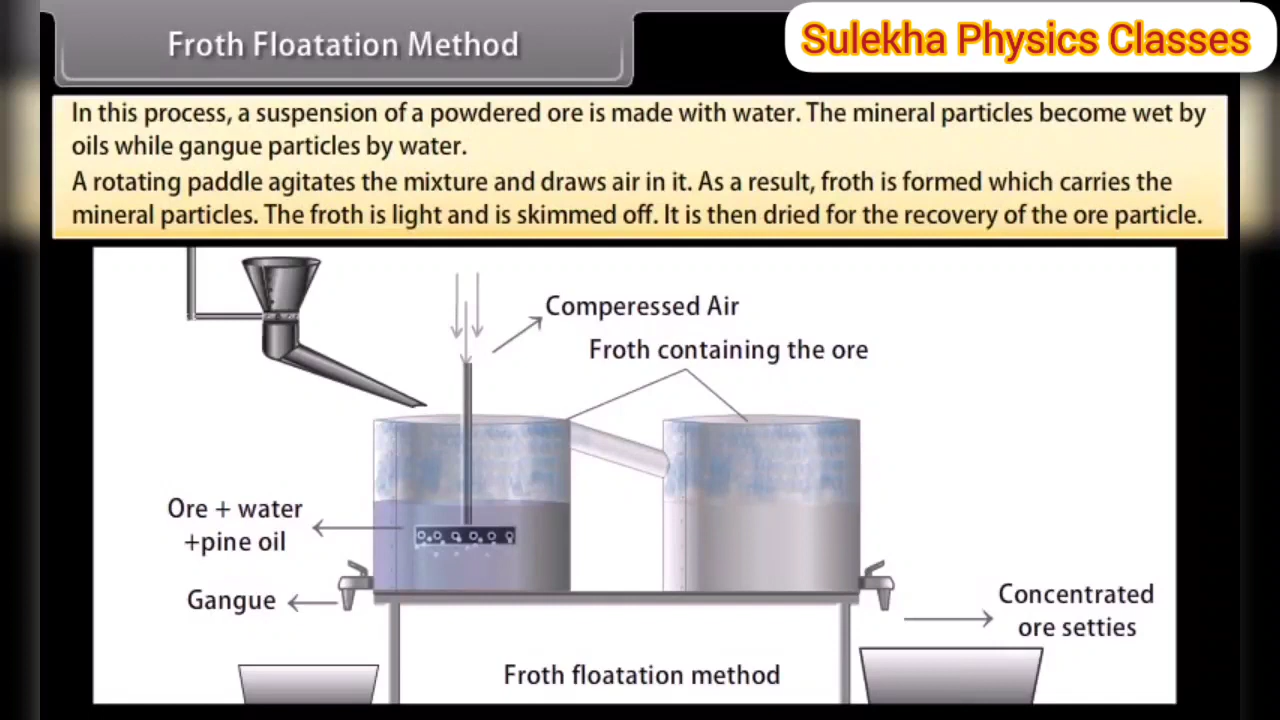 Froth Floatation Method
Sulekha Physics Classes
In this process, a suspension of a powdered ore is made with water. The mineral particles become wet by
oils while gangue particles by water.
A rotating paddle agitates the mixture and draws air in it. As a result, froth is formed which carries the
mineral particles. The froth is light and is skimmed off. It is then dried for the recovery of the ore particle.
Comperessed Air
Froth containing the ore
Ore + water
+pine oil
Gangue
Concentrated
ore setties
Froth floatation method